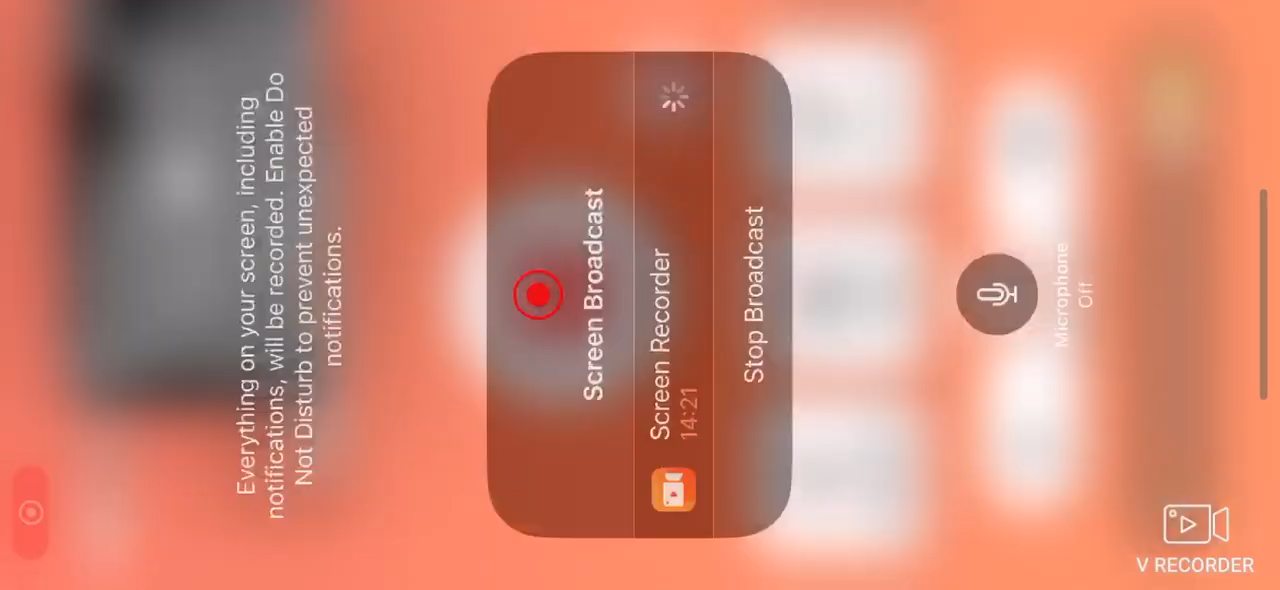 Everything on your screen, including
notifications, will be recorded. Enable Do
Not Disturb to prevent unexpected
notifications.
Screen Broadcast
Screen Recorder
14:21
Stop Broadcast
Microphone
Off
V RECORDER